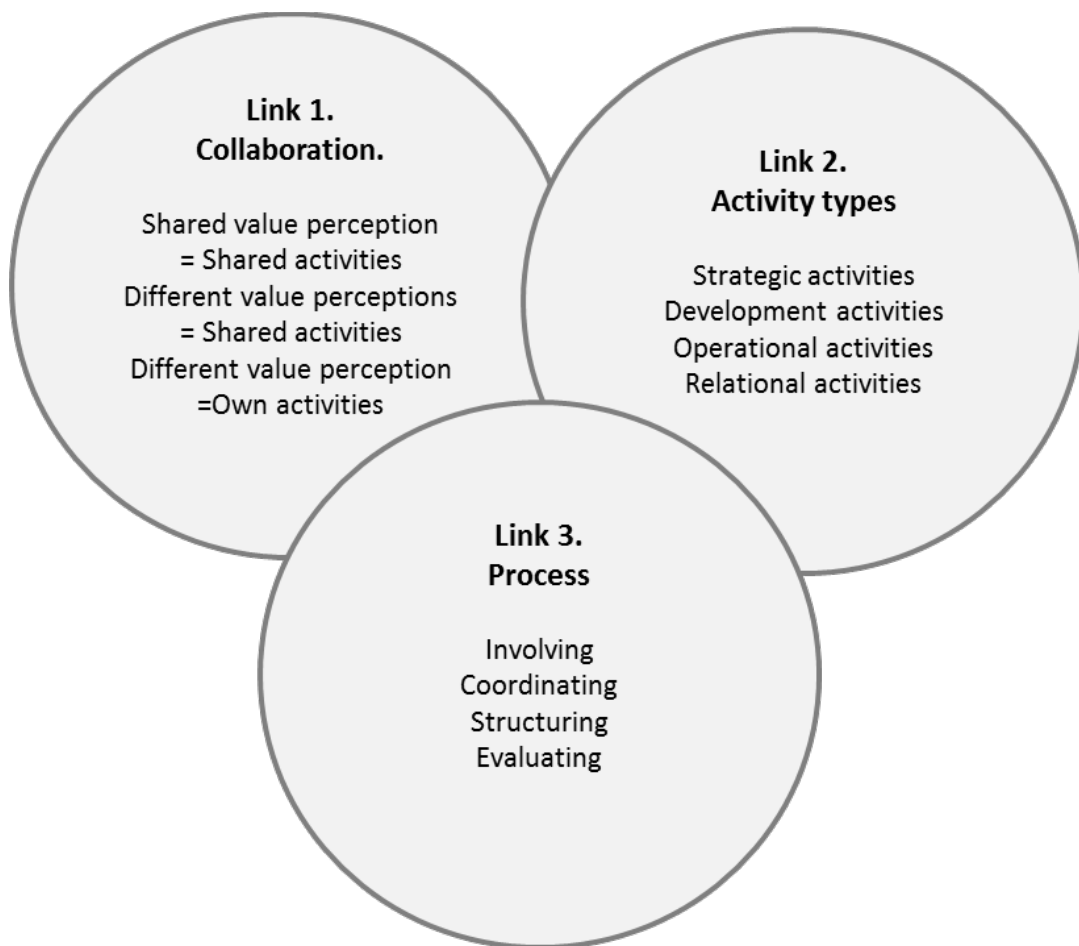 Link 1.
Collaboration.
Shared value perception
= Shared activities
Different value perceptions
= Shared activities
Different value perception
=Own activities
Link 2.
Activity types
Strategic activities
Development activities
Operational activities
Relational activities
Link 3.
Process
Involving
Coordinating
Structuring
Evaluating